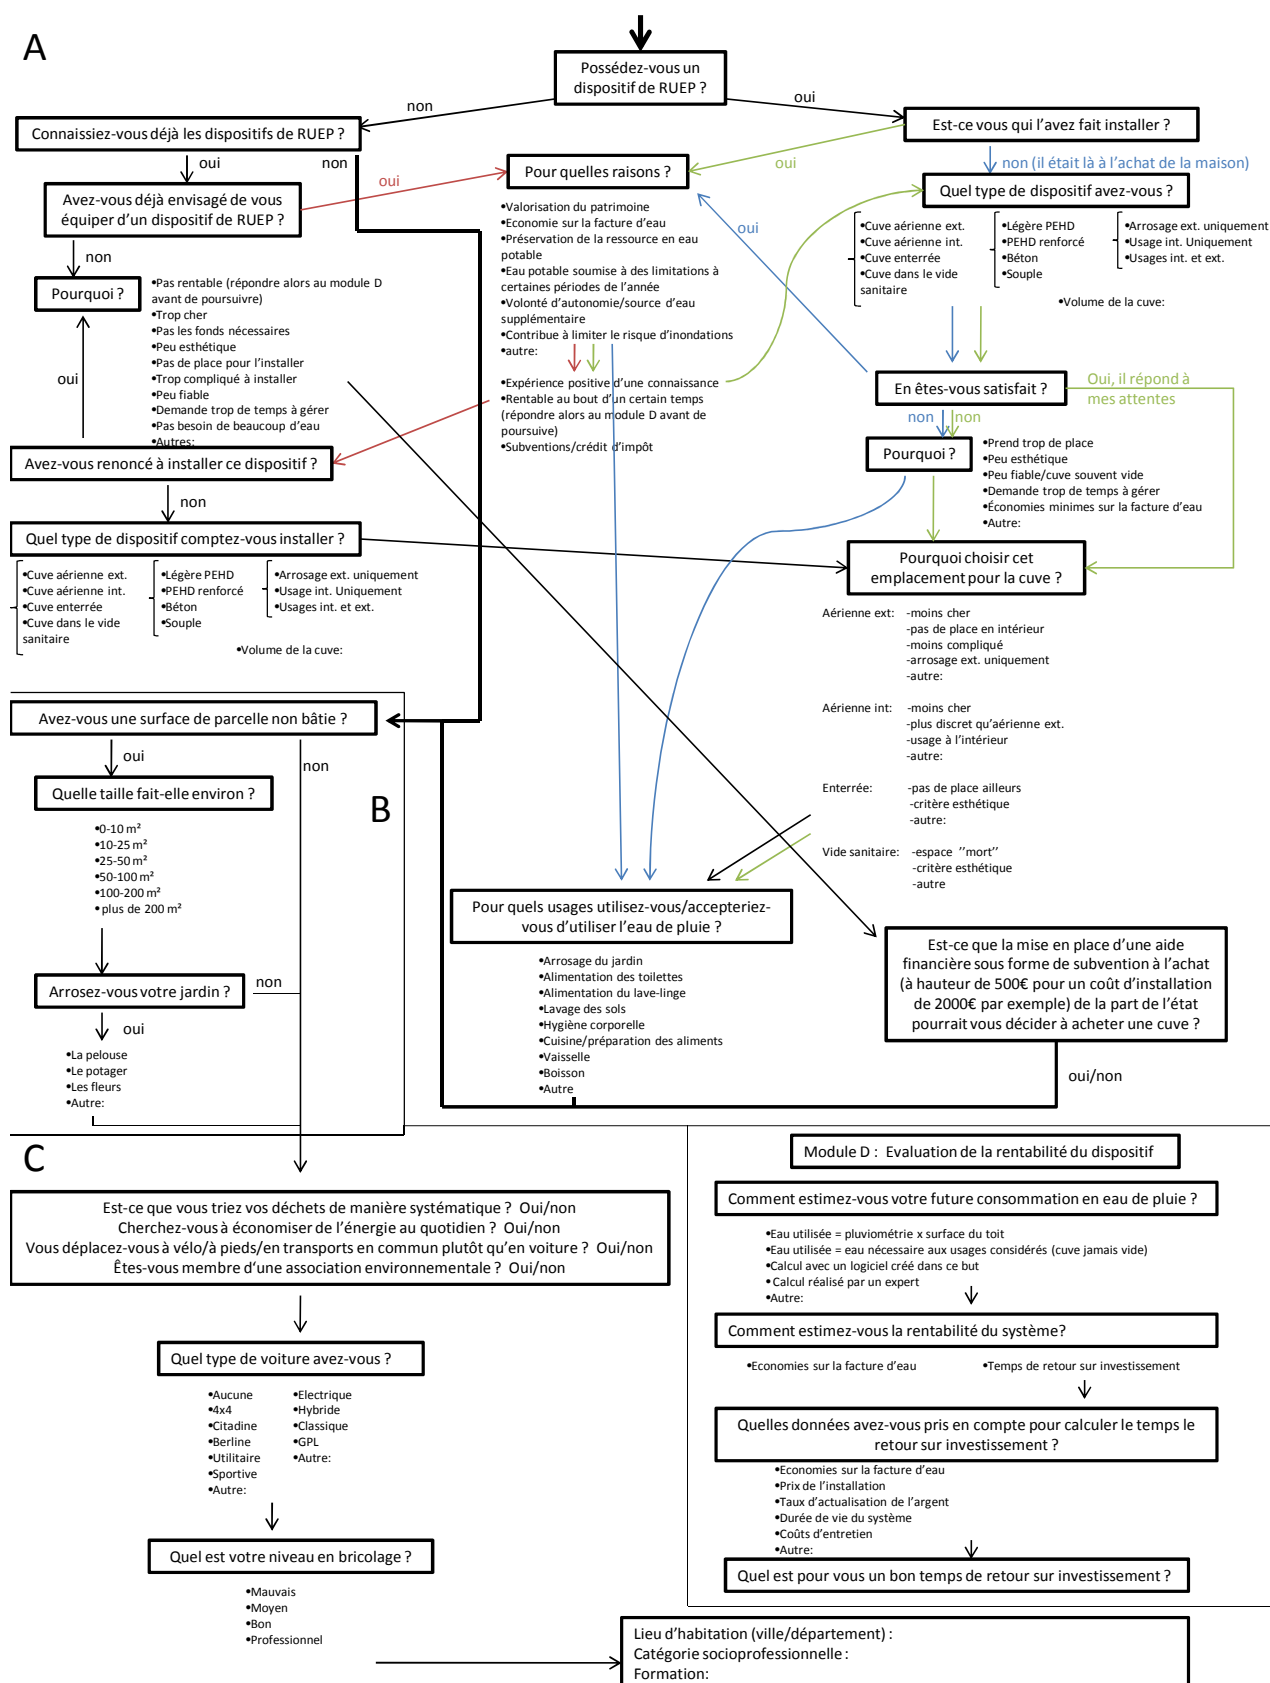 A
Possédez-vous un
dispositif de RUEP ?
non
oui
Connaissiez-vous déjà les dispositifs de RUEP ?
Est-ce vous qui l'avez fait installer ?
oui
non
oui
oui
non (il était là à l'achat de la maison)
Pour quelles raisons ?
Avez-vous déjà envisagé de vous
équiper d'un dispositif de RUEP ?
Quel type de dispositif avez-vous ?
•Valorisation du patrimoine
•Economie sur la facture d'eau
•Préservation de la ressource en eau
potable
•Eau potable soumise à des limitations à
certaines périodes de l'année
•Volonté d'autonomie/source d'eau
supplémentaire
•Contribue à limiter le risque d'inondations
•autre:
oui
•Cuve aérienne ext.
•Cuve aérienne int.
•Cuve enterrée
•Cuve dans le vide
sanitaire
•Légère PEHD
•PEHD renforcé
•Béton
•Souple
•Arrosage ext. uniquement
•Usage int. Uniquement
•Usages int. et ext.
•Volume de la cuve:
non
Pourquoi ?
•Pas rentable (répondre alors au module D
avant de poursuivre)
•Trop cher
•Pas les fonds nécessaires
•Peu esthétique
•Pas de place pour l'installer
•Trop compliqué à installer
•Peu fiable
•Demande trop de temps à gérer
•Pas besoin de beaucoup d'eau
•Autres:
oui
•Expérience positive d'une connaissance
•Rentable au bout d'un certain temps
(répondre alors au module D avant de
poursuive)
•Subventions/crédit d'impôt
En êtes-vous satisfait ?
Oui, il répond à
mes attentes
non
non
Pourquoi ?
•Prend trop de place
•Peu esthétique
•Peu fiable/cuve souvent vide
•Demande trop de temps à gérer
•Économies minimes sur la facture d'eau
•Autre:
Avez-vous renoncé à installer ce dispositif ?
non
Quel type de dispositif comptez-vous installer ?
•Cuve aérienne ext.
•Cuve aérienne int.
•Cuve enterrée
•Cuve dans le vide
sanitaire
•Légère PEHD
•PEHD renforcé
•Béton
•Souple
•Arrosage ext. uniquement
•Usage int. Uniquement
•Usages int. et ext.
•Volume de la cuve:
Pourquoi choisir cet
emplacement pour la cuve ?
Aérienne ext: -moins cher
-pas de place en intérieur
-moins compliqué
-arrosage ext. uniquement
-autre:
Aérienne int: -moins cher
-plus discret qu'aérienne ext.
-usage à l'intérieur
-autre:
Enterrée: -pas de place ailleurs
-critère esthétique
-autre:
Vide sanitaire: -espace ''mort''
-critère esthétique
-autre
Avez-vous une surface de parcelle non bâtie ?
oui
non
Quelle taille fait-elle environ ?
B
•0-10 m²
•10-25 m²
•25-50 m²
•50-100 m²
•100-200 m²
•plus de 200 m²
Arrosez-vous votre jardin ?
non
oui
•La pelouse
•Le potager
•Les fleurs
•Autre:
Pour quels usages utilisez-vous/accepteriez-
vous d'utiliser l'eau de pluie ?
•Arrosage du jardin
•Alimentation des toilettes
•Alimentation du lave-linge
•Lavage des sols
•Hygiène corporelle
•Cuisine/préparation des aliments
•Vaisselle
•Boisson
•Autre
Est-ce que la mise en place d'une aide
financière sous forme de subvention à l'achat
(à hauteur de 500€ pour un coût d'installation
de 2000€ par exemple) de la part de l'état
pourrait vous décider à acheter une cuve ?
oui/non
C
Est-ce que vous triez vos déchets de manière systématique ? Oui/non
Cherchez-vous à économiser de l'énergie au quotidien ? Oui/non
Vous déplacez-vous à vélo/à pieds/en transports en commun plutôt qu'en voiture ? Oui/non
Êtes-vous membre d'une association environnementale ? Oui/non
Quel type de voiture avez-vous ?
•Aucune
•4x4
•Citadine
•Berline
•Utilitaire
•Sportive
•Autre:
•Electrique
•Hybride
•Classique
•GPL
•Autre:
Quel est votre niveau en bricolage ?
•Mauvais
•Moyen
•Bon
•Professionnel
Module D : Evaluation de la rentabilité du dispositif
Comment estimez-vous votre future consommation en eau de pluie ?
•Eau utilisée = pluviométrie x surface du toit
•Eau utilisée = eau nécessaire aux usages considérés (cuve jamais vide)
•Calcul avec un logiciel créé dans ce but
•Calcul réalisé par un expert
•Autre:
Comment estimez-vous la rentabilité du système?
•Economies sur la facture d'eau
•Temps de retour sur investissement
Quelles données avez-vous pris en compte pour calculer le temps le
retour sur investissement ?
•Economies sur la facture d'eau
•Prix de l'installation
•Taux d'actualisation de l'argent
•Durée de vie du système
•Coûts d'entretien
•Autre:
Quel est pour vous un bon temps de retour sur investissement ?
Lieu d'habitation (ville/département) :
Catégorie socioprofessionnelle :
Formation: